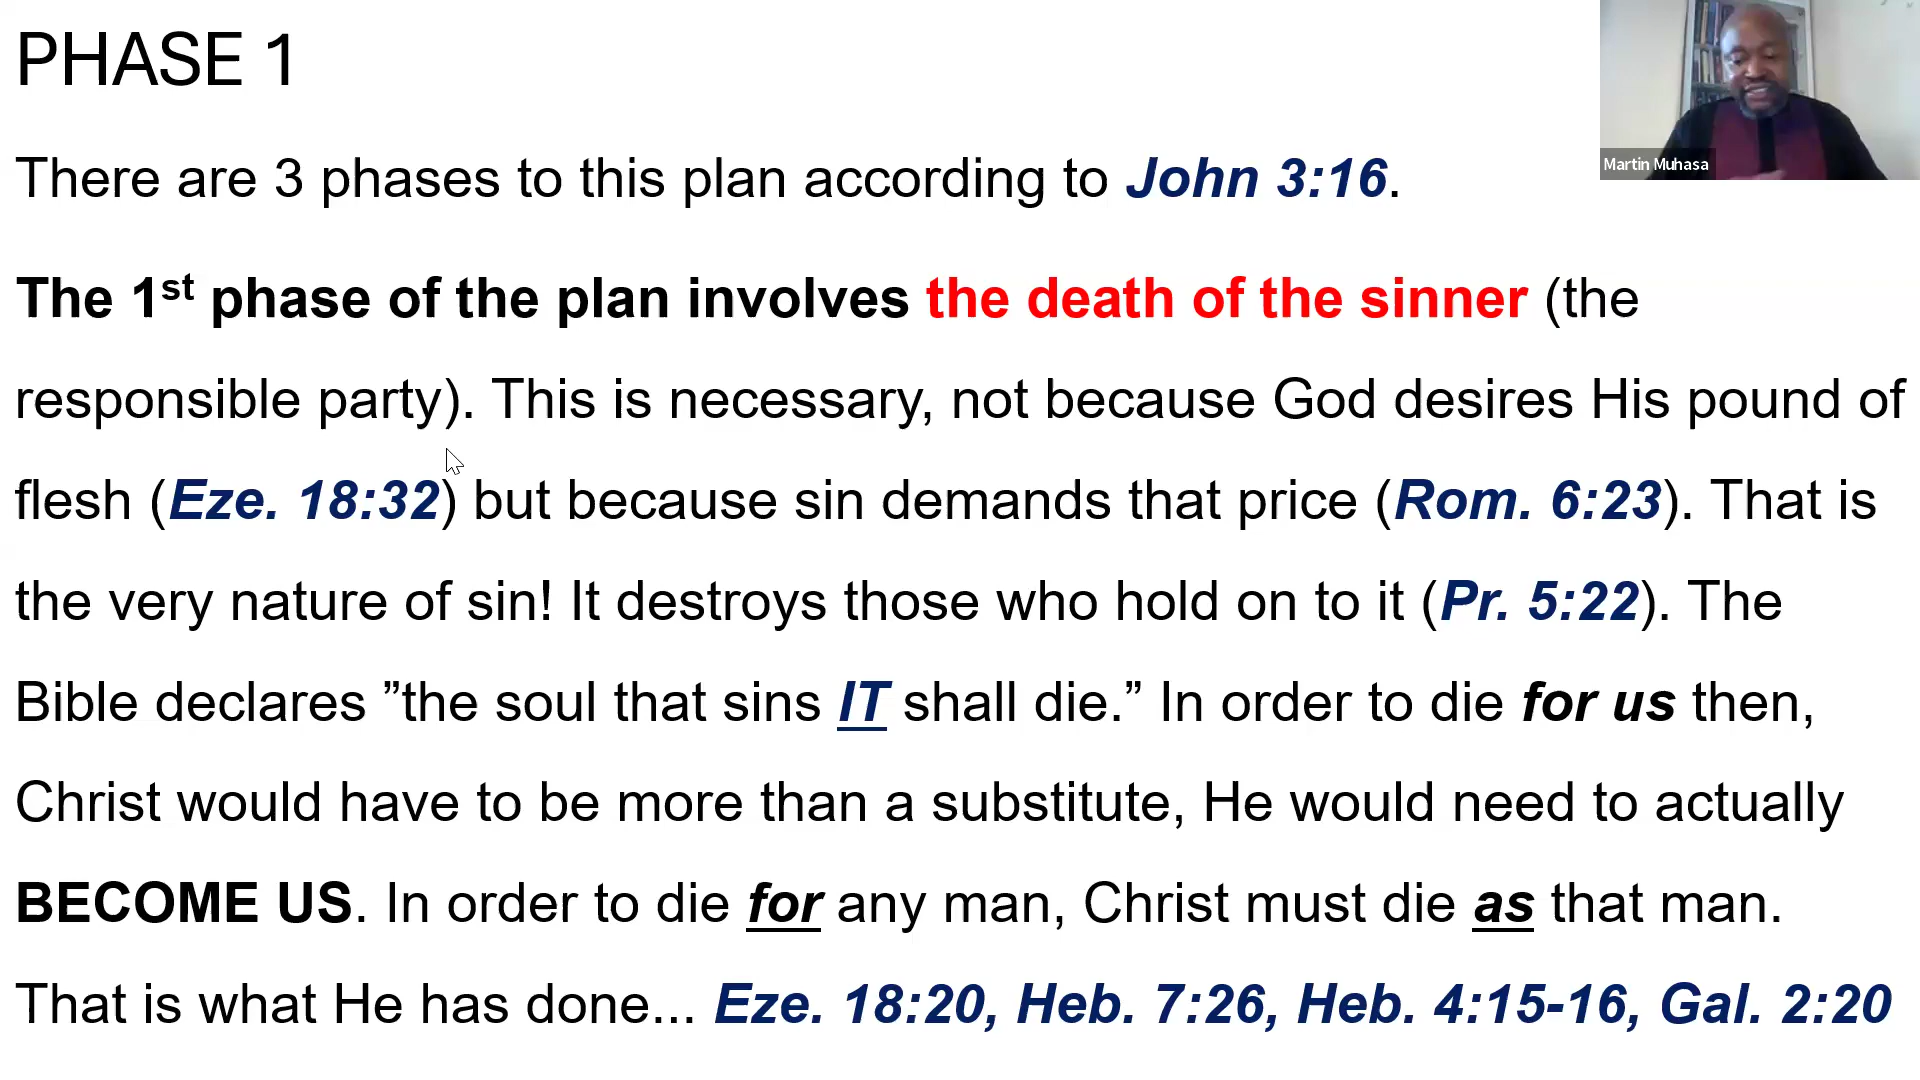 PHASE 1
Martin Muhasa
There are 3 phases to this plan according to John 3:16.
The 1st phase of the plan involves the death of the sinner (the
responsible party). This is necessary, not because God desires His pound of
flesh (Eze. 18:32) but because sin demands that price (Rom. 6:23). That is
the very nature of sin! It destroys those who hold on to it (Pr. 5:22). The
Bible declares ”the soul that sins IT shall die.” In order to die for us then,
Christ would have to be more than a substitute, He would need to actually
BECOME US. In order to die for any man, Christ must die as that man.
That is what He has done... Eze. 18:20, Heb. 7:26, Heb. 4:15-16, Gal. 2:20